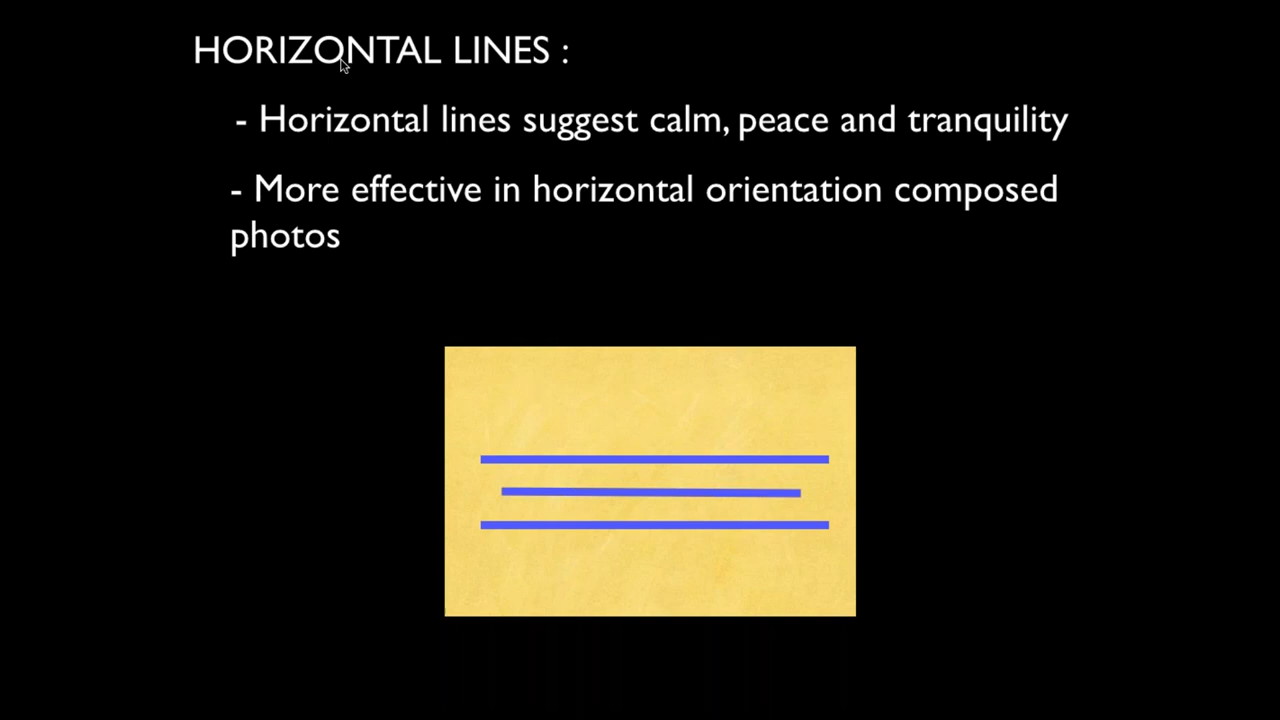 HORIZONTAL LINES :
- Horizontal lines suggest calm, peace and tranquility
- More effective in horizontal orientation composed
photos